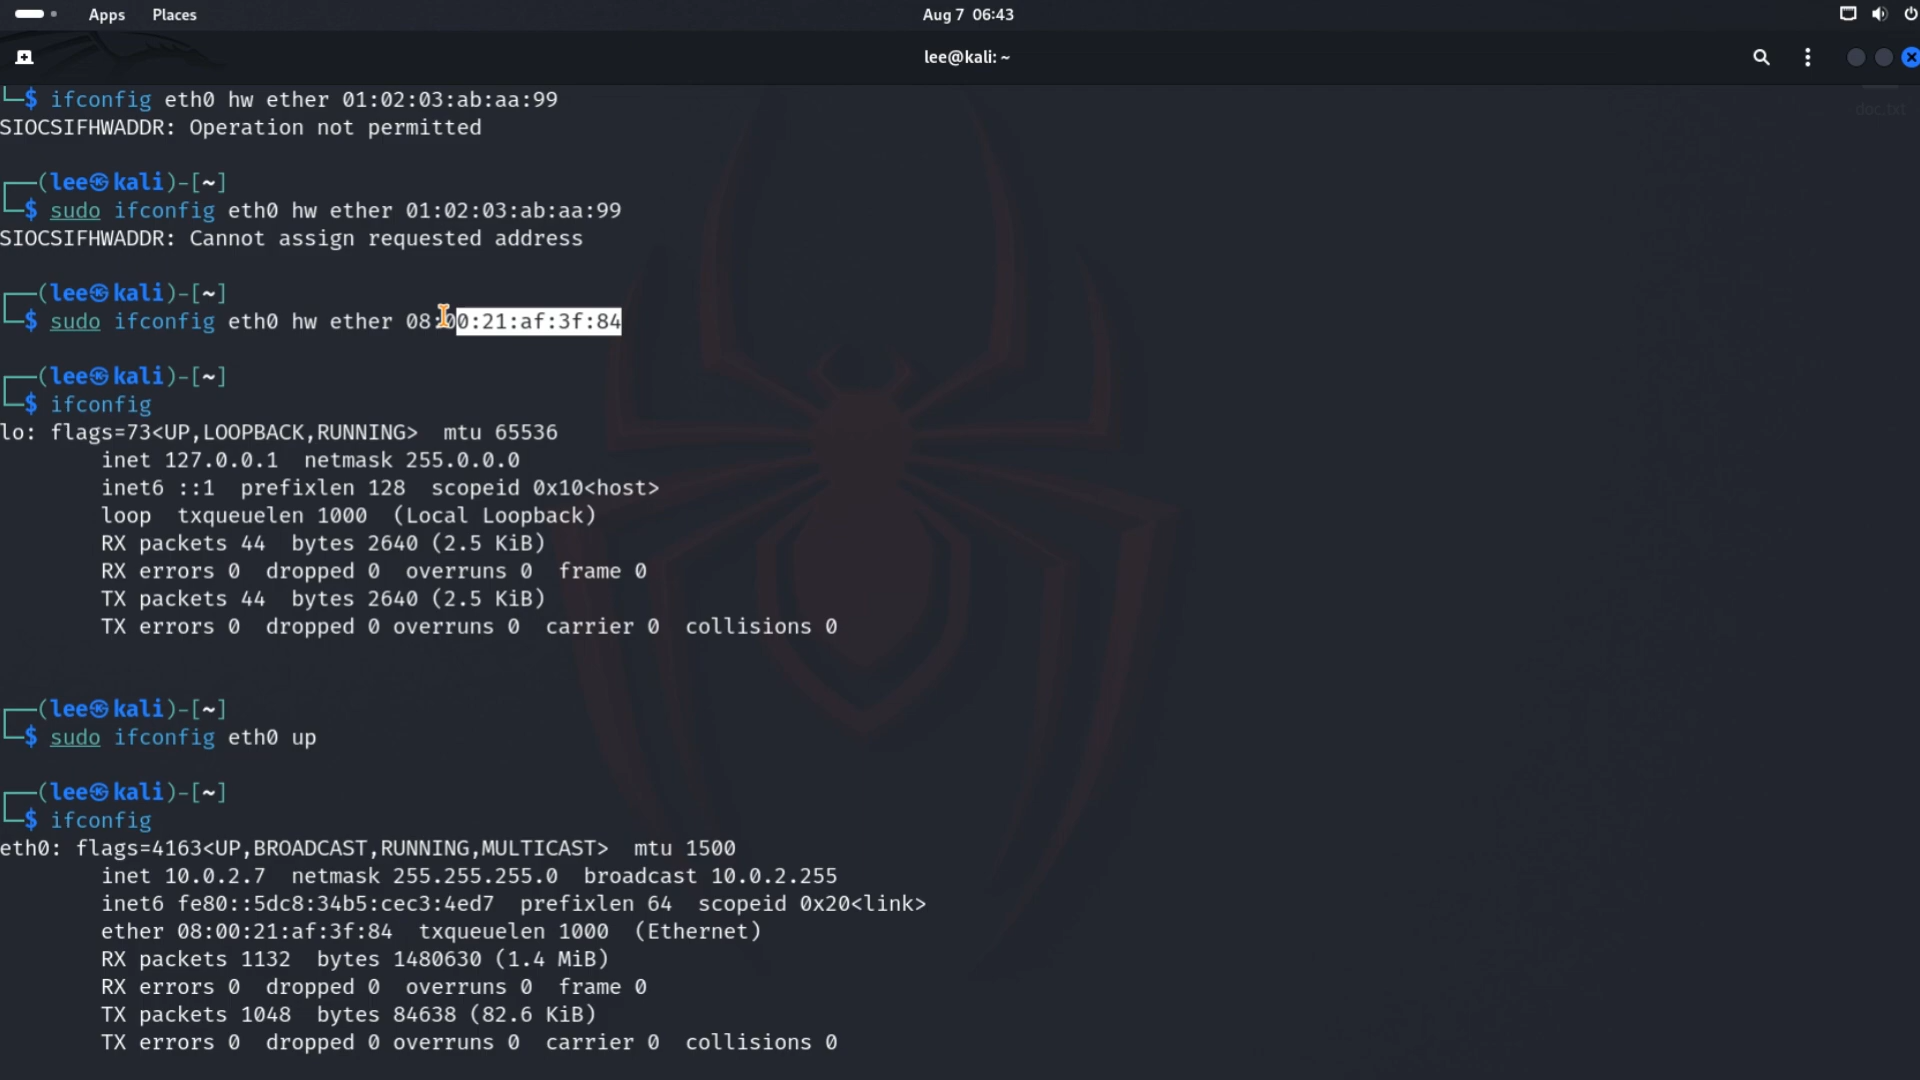 Apps Places Aug 7 06:43
lee@kali: ~
doc.txt
└─$ ifconfig eth0 hw ether 01:02:03:ab:aa:99
SIOCSIFHWADDR: Operation not permitted
┌──(lee㉿kali)-[~]
└─$ sudo ifconfig eth0 hw ether 01:02:03:ab:aa:99
SIOCSIFHWADDR: Cannot assign requested address
┌──(lee㉿kali)-[~]
└─$ sudo ifconfig eth0 hw ether 08:00:21:af:3f:84
┌──(lee㉿kali)-[~]
└─$ ifconfig
lo: flags=73<UP,LOOPBACK,RUNNING>  mtu 65536
        inet 127.0.0.1  netmask 255.0.0.0
        inet6 ::1  prefixlen 128  scopeid 0x10<host>
        loop  txqueuelen 1000  (Local Loopback)
        RX packets 44  bytes 2640 (2.5 KiB)
        RX errors 0  dropped 0  overruns 0  frame 0
        TX packets 44  bytes 2640 (2.5 KiB)
        TX errors 0  dropped 0 overruns 0  carrier 0  collisions 0
┌──(lee㉿kali)-[~]
└─$ sudo ifconfig eth0 up
┌──(lee㉿kali)-[~]
└─$ ifconfig
eth0: flags=4163<UP,BROADCAST,RUNNING,MULTICAST>  mtu 1500
        inet 10.0.2.7  netmask 255.255.255.0  broadcast 10.0.2.255
        inet6 fe80::5dc8:34b5:cec3:4ed7  prefixlen 64  scopeid 0x20<link>
        ether 08:00:21:af:3f:84  txqueuelen 1000  (Ethernet)
        RX packets 1132  bytes 1480630 (1.4 MiB)
        RX errors 0  dropped 0  overruns 0  frame 0
        TX packets 1048  bytes 84638 (82.6 KiB)
        TX errors 0  dropped 0 overruns 0  carrier 0  collisions 0